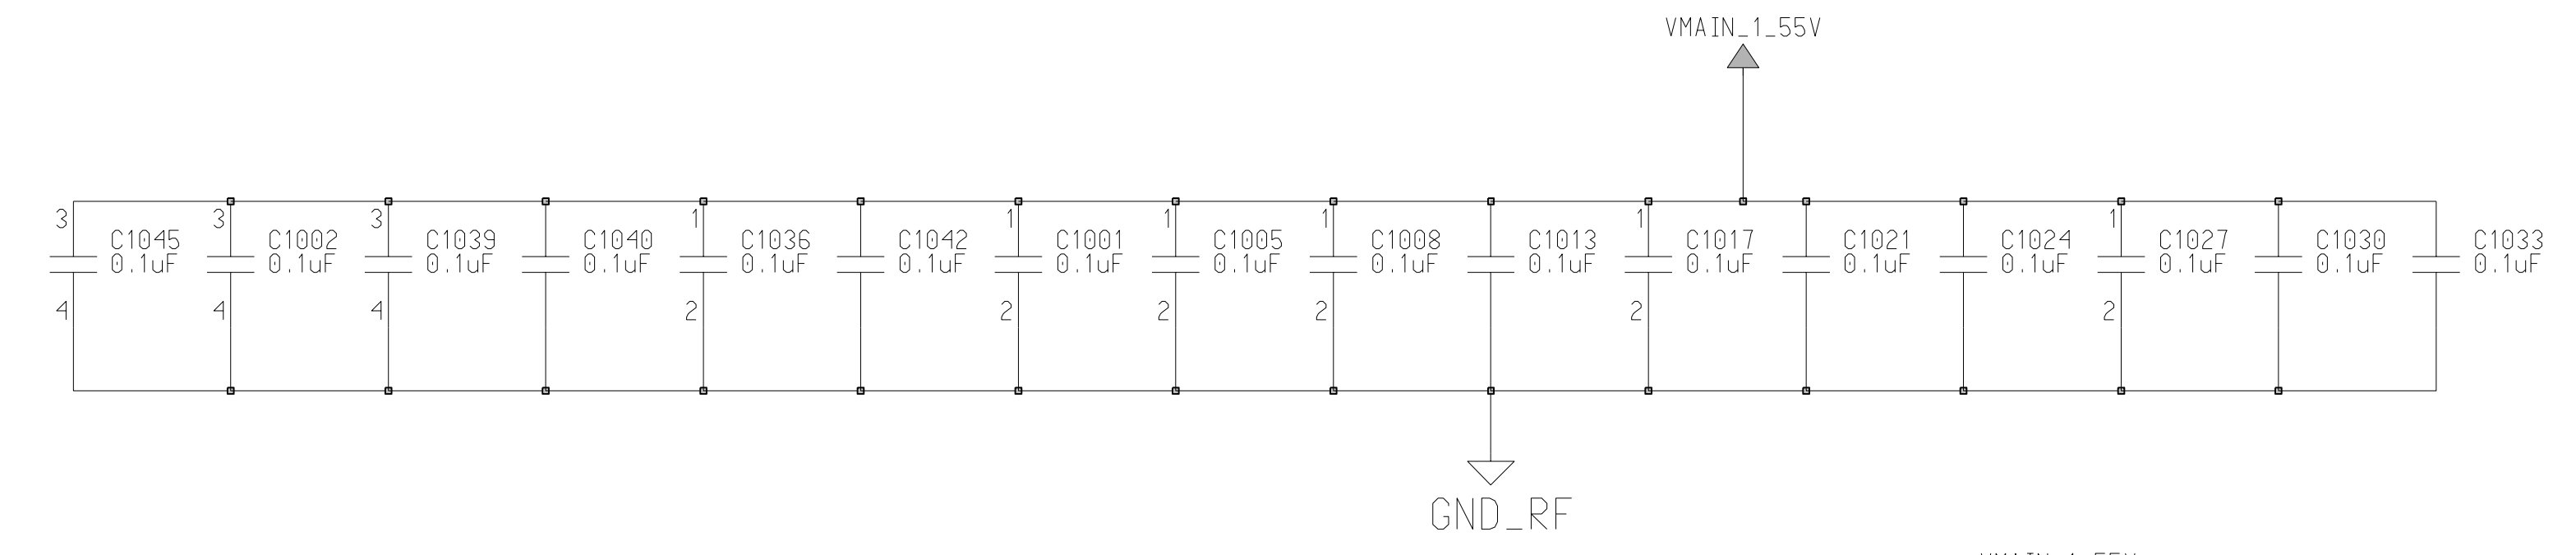 VMAIN_1_55V
3 3 3 1 1 1 1 1 1
C1045 C1002 C1039 C1040 C1036 C1042 C1001 C1005 C1008 C1013 C1017 C1021 C1024 C1027 C1030 C1033
0.1uF 0.1uF 0.1uF 0.1uF 0.1uF 0.1uF 0.1uF 0.1uF 0.1uF 0.1uF 0.1uF 0.1uF 0.1uF 0.1uF 0.1uF 0.1uF
4 4 4 2 2 2 2 2 2
GND_RF